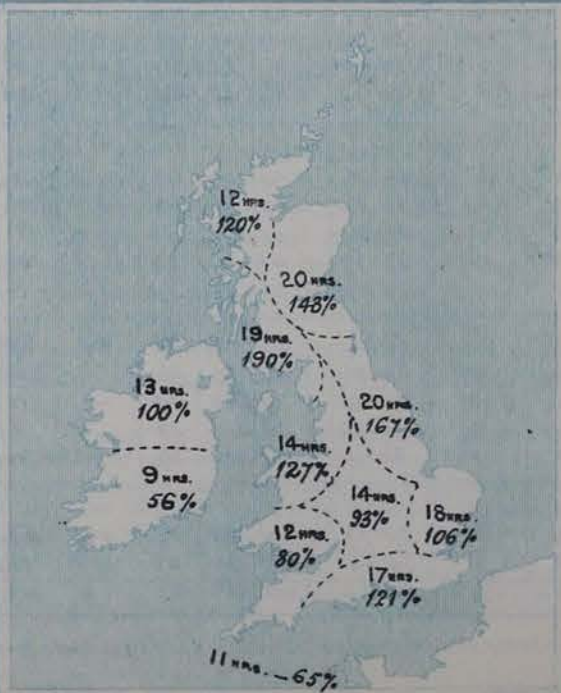 12 HRS.
120%
20 HRS.
143%
19 HRS.
190%
13 HRS.
100%
20 HRS.
167%
14 HRS.
127%
9 HRS.
56%
14 HRS.
93%
18 HRS.
106%
12 HRS.
80%
17 HRS.
121%
11 HRS. — 65%